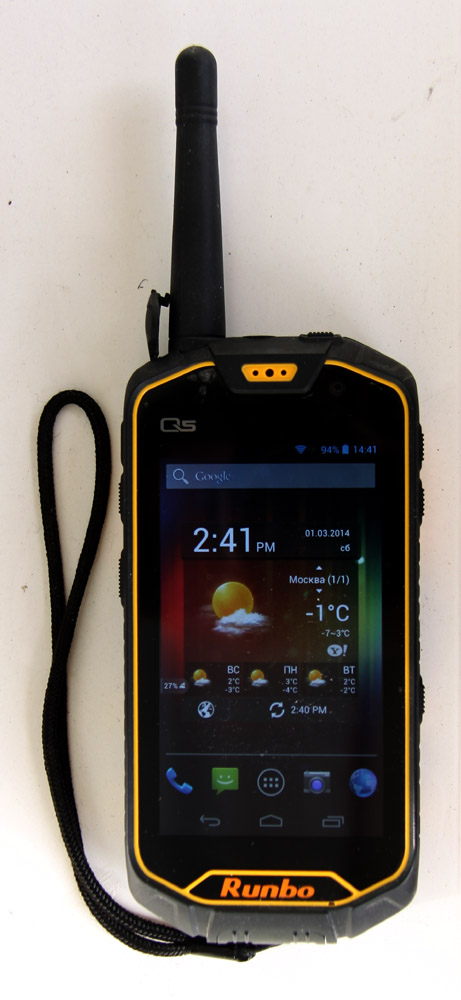 Q5
94% 14:41
Google
2:41 PM
01.03.2014
сб
Москва (1/1)
-1°C
-7~3°C
Y!
27%
ВС ПН ВТ
2°C 3°C 2°C
-3°C -4°C -2°C
2:40 PM
Runbo